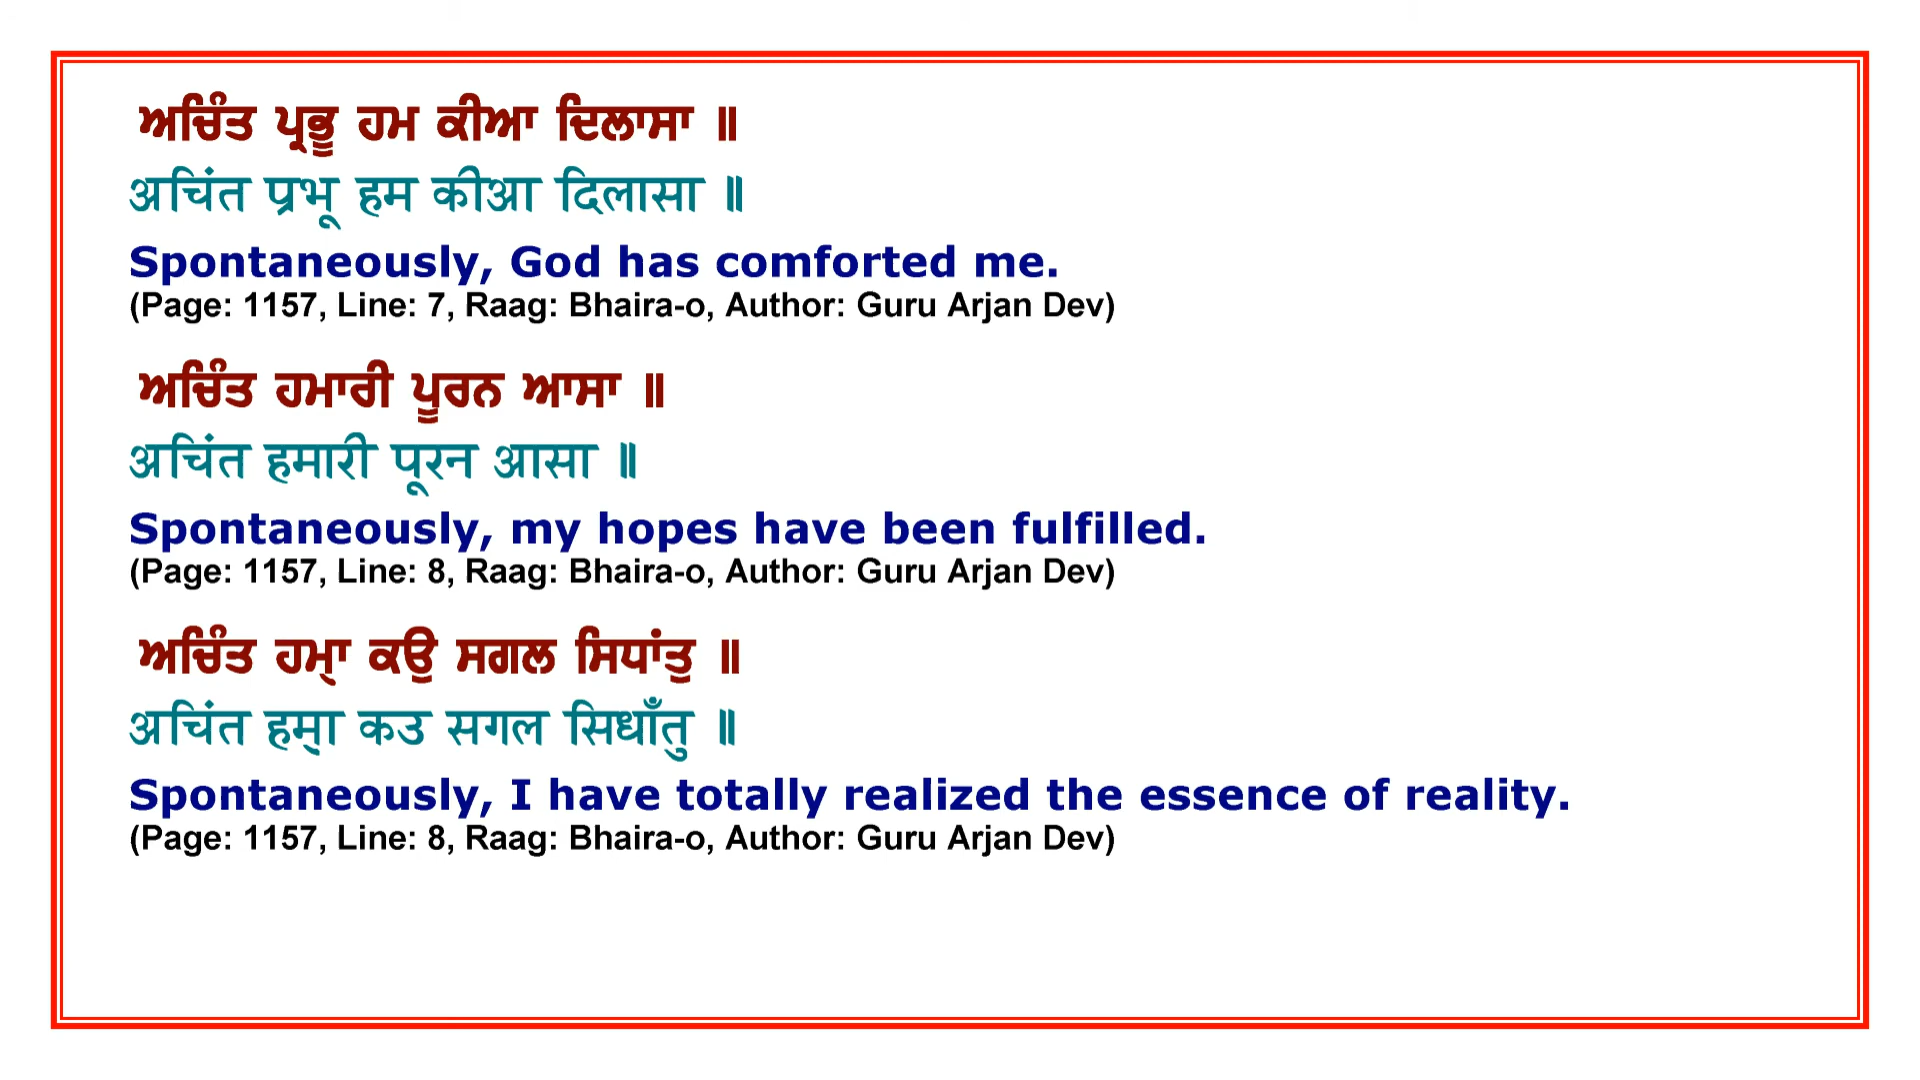 ਅਚਿੰਤ ਪ੍ਰਭੂ ਹਮ ਕੀਆ ਦਿਲਾਸਾ ॥
अचिंत प्रभू हम कीआ दिलासा ॥
Spontaneously, God has comforted me.
(Page: 1157, Line: 7, Raag: Bhaira-o, Author: Guru Arjan Dev)
ਅਚਿੰਤ ਹਮਾਰੀ ਪੂਰਨ ਆਸਾ ॥
अचिंत हमारी पूरन आसा ॥
Spontaneously, my hopes have been fulfilled.
(Page: 1157, Line: 8, Raag: Bhaira-o, Author: Guru Arjan Dev)
ਅਚਿੰਤ ਹਮ੍ਹਾ ਕਉ ਸਗਲ ਸਿਧਾਂਤੁ ॥
अचिंत हम्हा कउ सगल सिधाँतु ॥
Spontaneously, I have totally realized the essence of reality.
(Page: 1157, Line: 8, Raag: Bhaira-o, Author: Guru Arjan Dev)